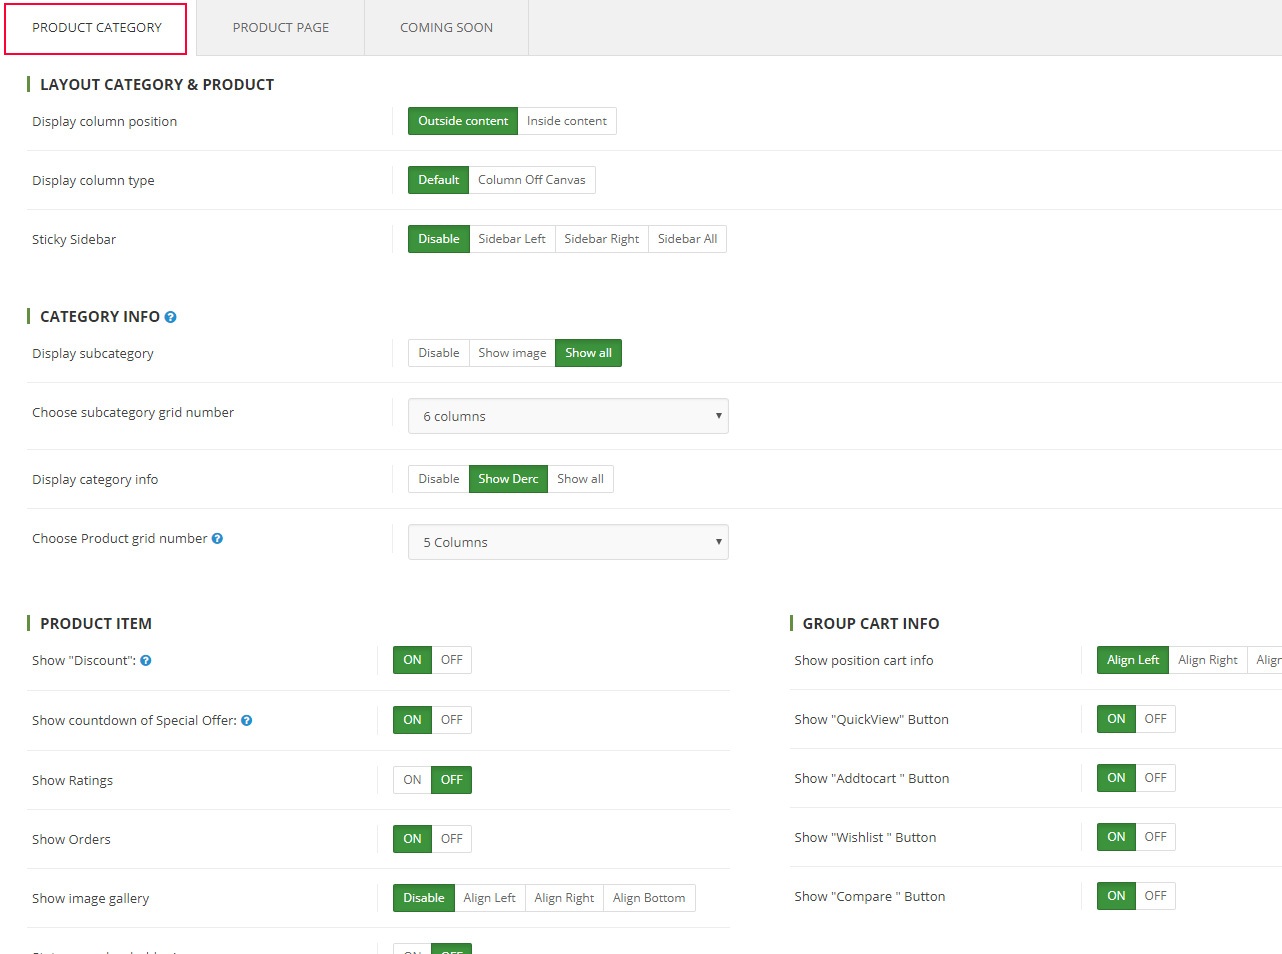 PRODUCT CATEGORY PRODUCT PAGE COMING SOON
LAYOUT CATEGORY & PRODUCT
Display column position Outside content Inside content
Display column type Default Column Off Canvas
Sticky Sidebar Disable Sidebar Left Sidebar Right Sidebar All
CATEGORY INFO
Display subcategory Disable Show image Show all
Choose subcategory grid number 6 columns
Display category info Disable Show Derc Show all
Choose Product grid number 5 Columns
PRODUCT ITEM
Show "Discount": ON OFF
Show countdown of Special Offer: ON OFF
Show Ratings ON OFF
Show Orders ON OFF
Show image gallery Disable Align Left Align Right Align Bottom
GROUP CART INFO
Show position cart info Align Left Align Right Align
Show "QuickView" Button ON OFF
Show "Addtocart " Button ON OFF
Show "Wishlist " Button ON OFF
Show "Compare " Button ON OFF